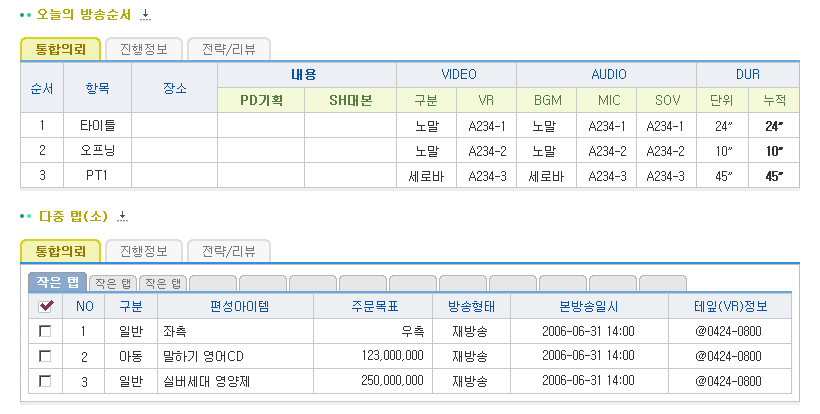 오늘의 방송순서
통합의뢰 진행정보 전략/리뷰
순서 항목 장소 내용 VIDEO AUDIO DUR
PD기획 SH대본 구분 VR BGM MIC SOV 단위 누적
1 타이틀 노말 A234-1 노말 A234-1 A234-1 24″ 24″
2 오프닝 노말 A234-2 노말 A234-2 A234-2 10″ 10″
3 PT1 세로바 A234-3 세로바 A234-3 A234-3 45″ 45″
다중 탭(소)
통합의뢰 진행정보 전략/리뷰
작은 탭 작은 탭 작은 탭
NO 구분 편성아이템 주문목표 방송형태 본방송일시 테잎(VR)정보
1 일반 좌측 우측 재방송 2006-06-31 14:00 @0424-0800
2 아동 말하기 영어CD 123,000,000 재방송 2006-06-31 14:00 @0424-0800
3 일반 실버세대 영양제 250,000,000 재방송 2006-06-31 14:00 @0424-0800